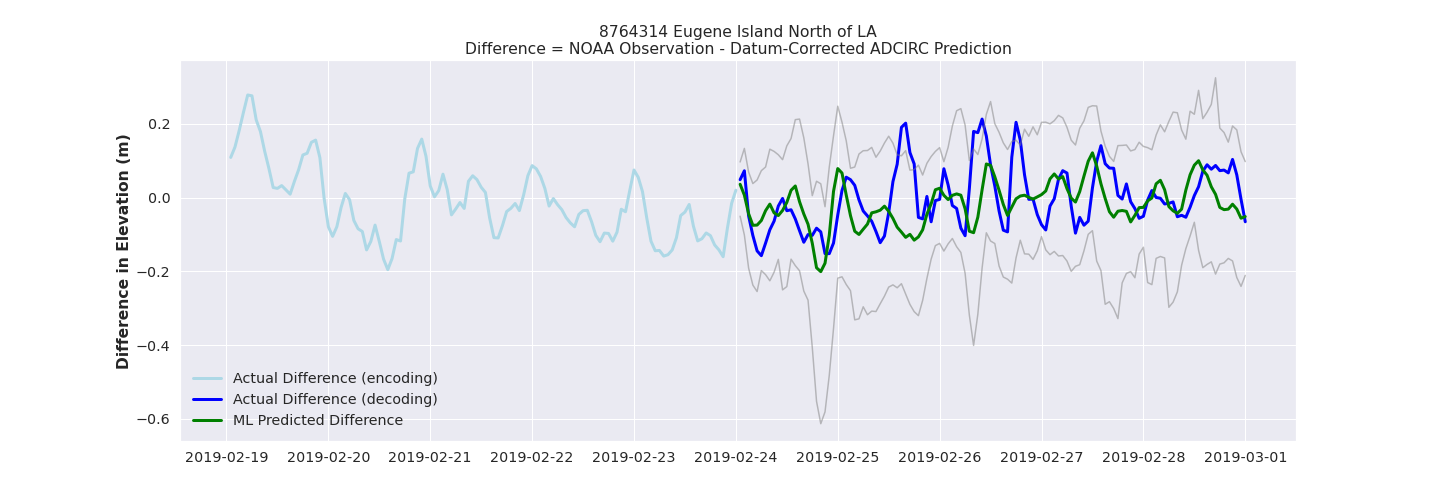 8764314 Eugene Island North of LA
Difference = NOAA Observation - Datum-Corrected ADCIRC Prediction
Difference in Elevation (m)
0.2
0.0
−0.2
−0.4
−0.6
Actual Difference (encoding)
Actual Difference (decoding)
ML Predicted Difference
2019-02-19 2019-02-20 2019-02-21 2019-02-22 2019-02-23 2019-02-24 2019-02-25 2019-02-26 2019-02-27 2019-02-28 2019-03-01